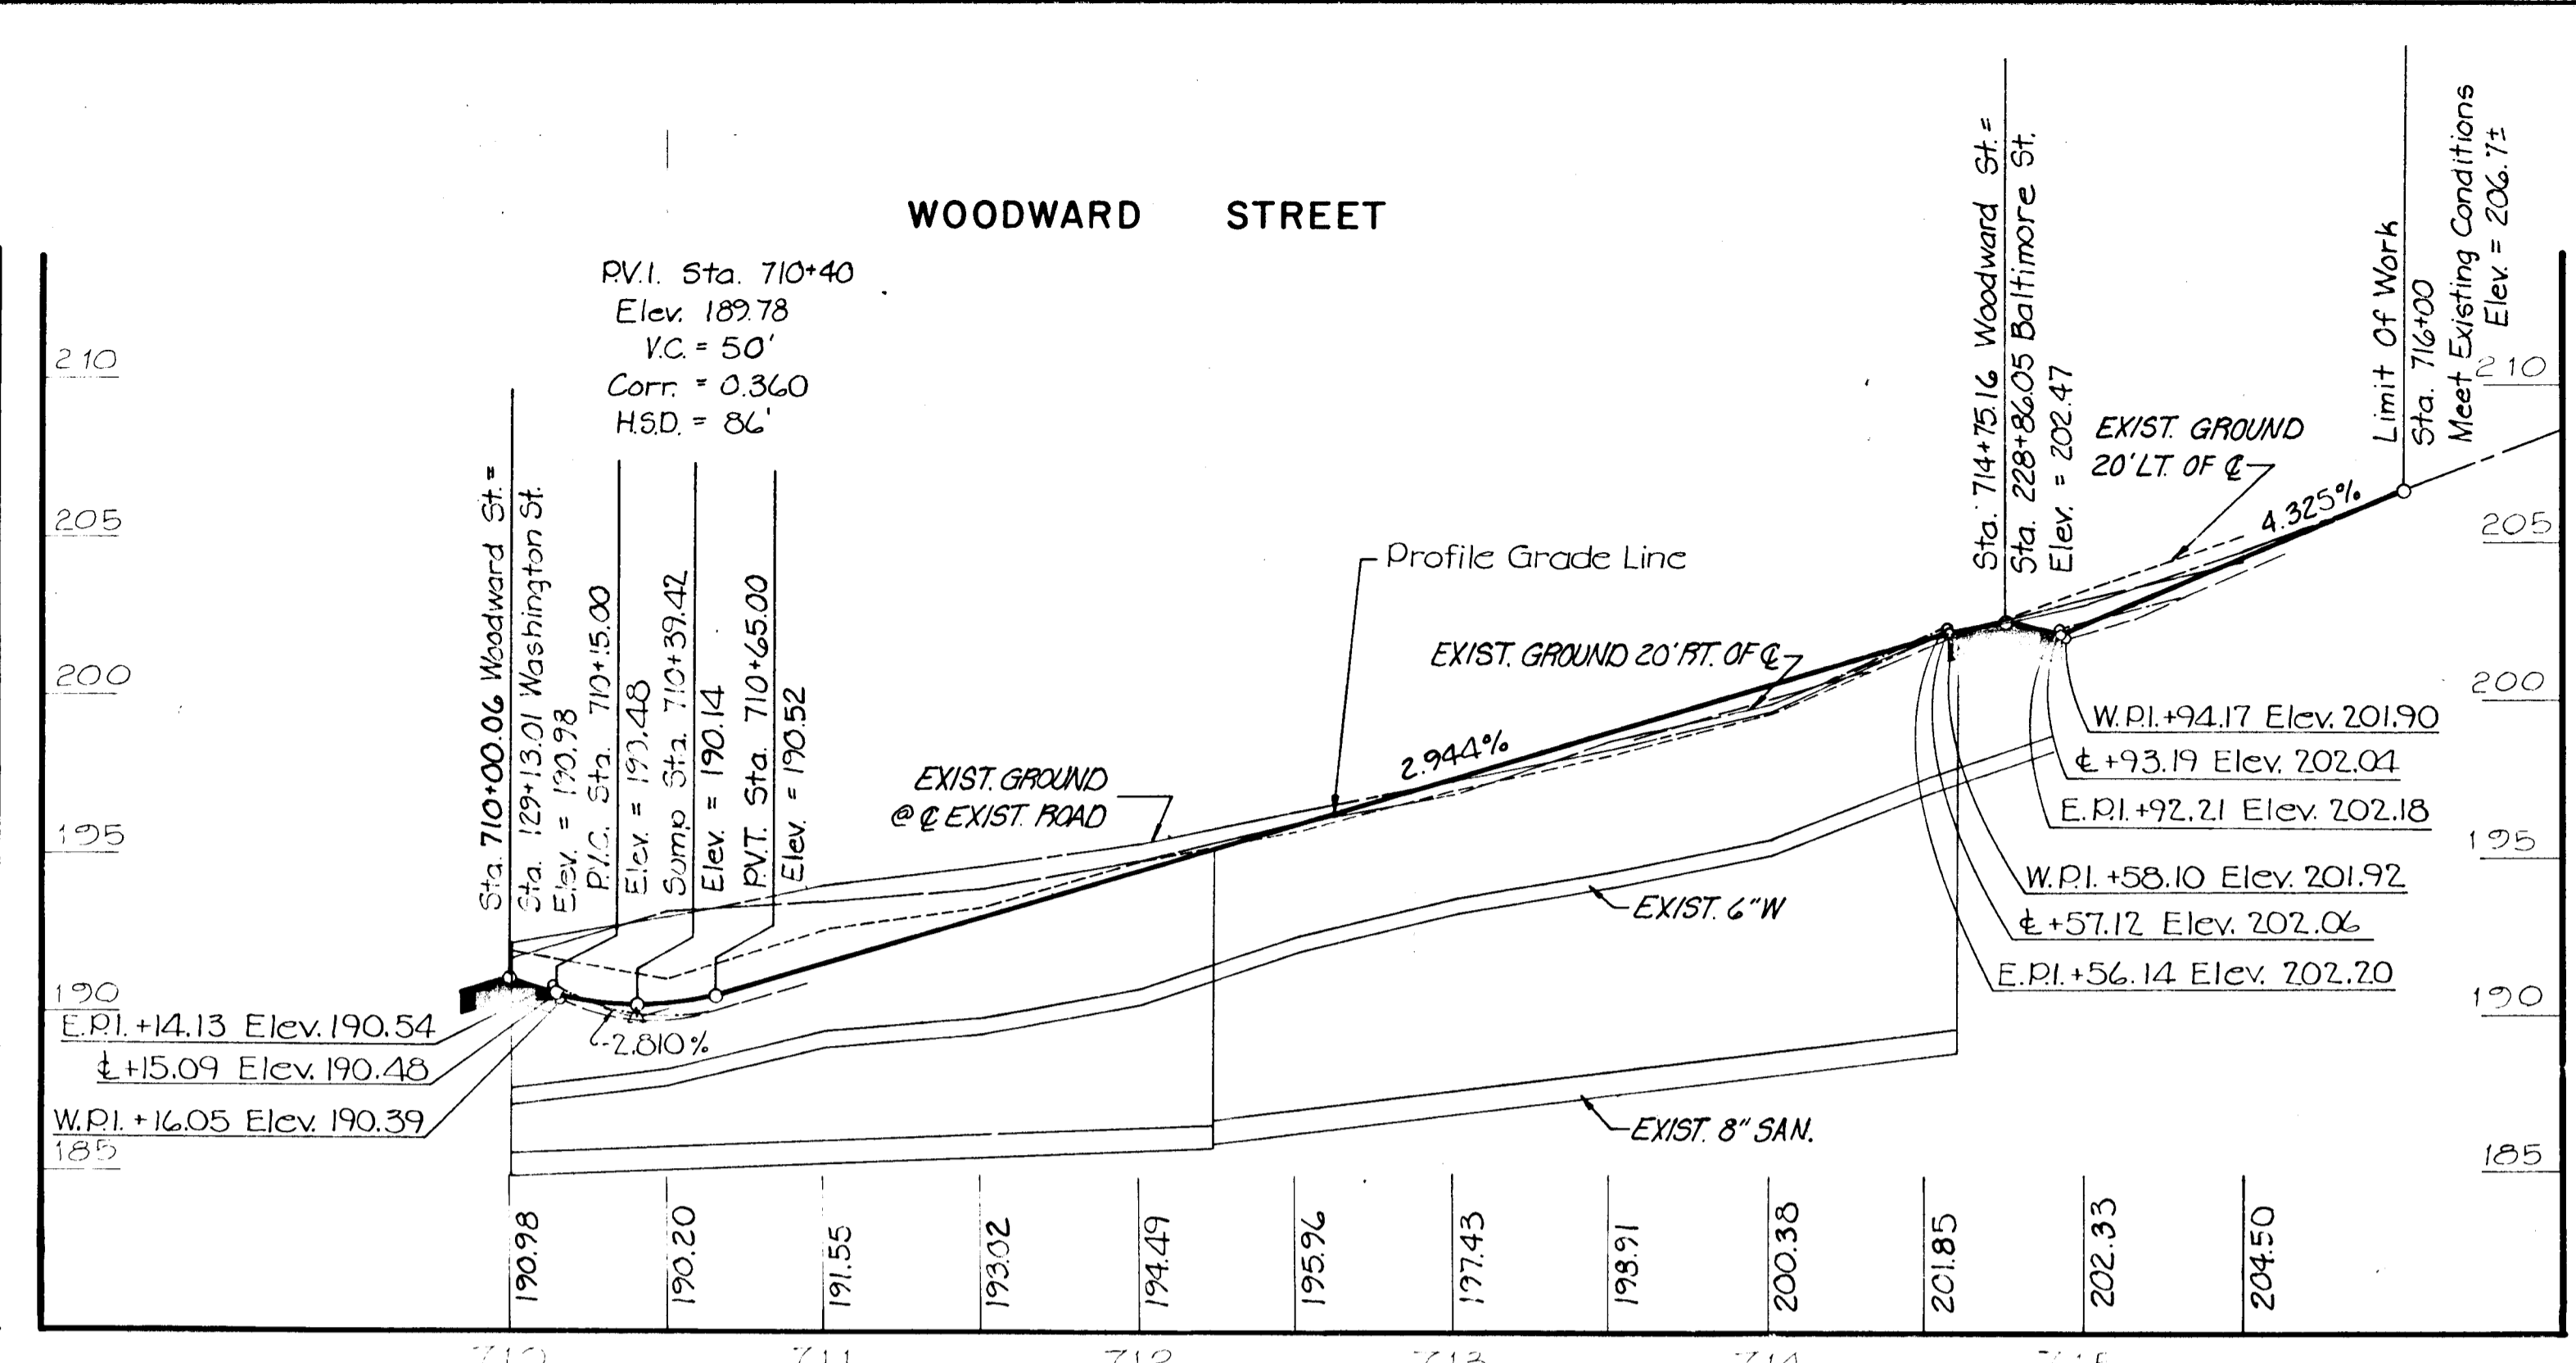 WOODWARD STREET
P.V.I. Sta. 710+40
Elev. 189.78
V.C. = 50'
Corr. = 0.360
H.S.D. = 86'
210
205
200
195
190
185
Sta. 710+00.06 Woodward St. =
Sta. 129+13.01 Washington St.
Elev. = 190.98
P.V.C. Sta. 710+15.00
Elev. = 190.48
Sump Sta. 710+39.42
Elev. = 190.14
P.V.T. Sta. 710+65.00
Elev. = 190.52
E.P.I. +14.13 Elev. 190.54
℄ +15.09 Elev. 190.48
W.P.I. +16.05 Elev. 190.39
-2.810%
EXIST. GROUND
@ ℄ EXIST. ROAD
Profile Grade Line
2.944%
EXIST. GROUND 20' RT. OF ℄
EXIST. 6" W
EXIST. 8" SAN.
Sta. 714+75.16 Woodward St. =
Sta. 228+86.05 Baltimore St.
Elev. = 202.47
EXIST. GROUND
20' LT. OF ℄
4.325%
Limit Of Work
Sta. 716+00
Meet Existing Conditions
Elev. = 206.7±
W.P.I. +94.17 Elev. 201.90
℄ +93.19 Elev. 202.04
E.P.I. +92.21 Elev. 202.18
W.P.I. +58.10 Elev. 201.92
℄ +57.12 Elev. 202.06
E.P.I. +56.14 Elev. 202.20
210
205
200
195
190
185
190.98
190.20
191.55
193.02
194.49
195.96
197.43
198.91
200.38
201.85
202.33
204.50
710
711
712
713
714
715